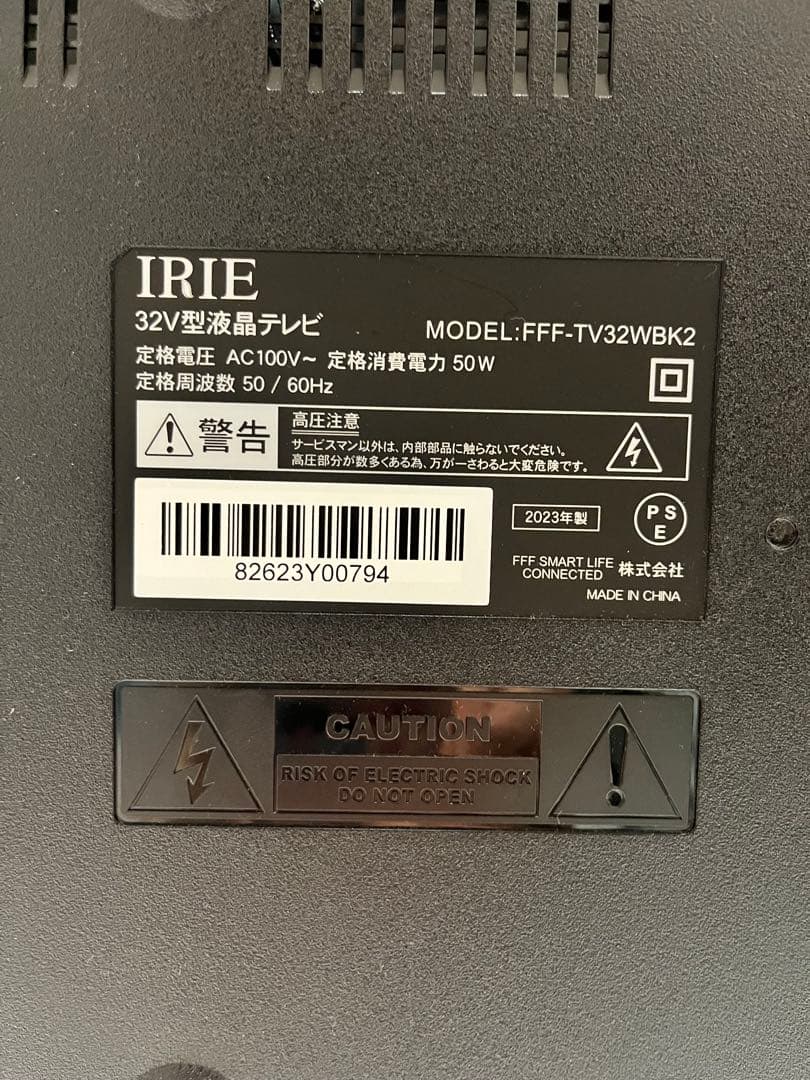 IRIE
32V型液晶テレビ
MODEL:FFF-TV32WBK2
定格電圧 AC100V~ 定格消費電力 50W
定格周波数 50 / 60Hz
警告
高圧注意
サービスマン以外は、内部部品に触らないでください。
高圧部分が数多くある為、万が一さわると大変危険です。
82623Y00794
2023年製
PSE
FFF SMART LIFE CONNECTED 株式会社
MADE IN CHINA
CAUTION
RISK OF ELECTRIC SHOCK
DO NOT OPEN